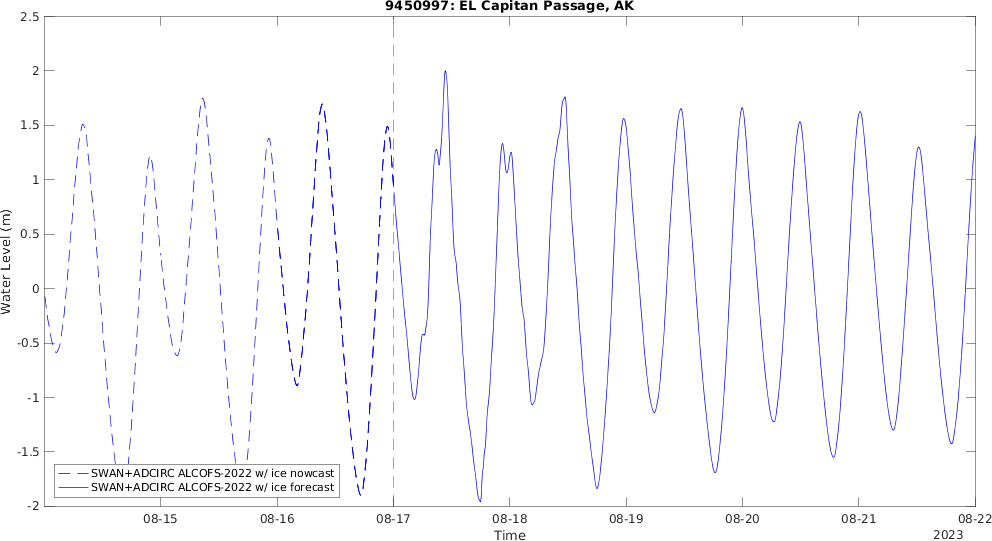 9450997: EL Capitan Passage, AK
2.5
2
1.5
1
0.5
0
-0.5
-1
-1.5
-2
Water Level (m)
SWAN+ADCIRC ALCOFS-2022 w/ ice nowcast
SWAN+ADCIRC ALCOFS-2022 w/ ice forecast
08-15 08-16 08-17 08-18 08-19 08-20 08-21 08-22
Time
2023